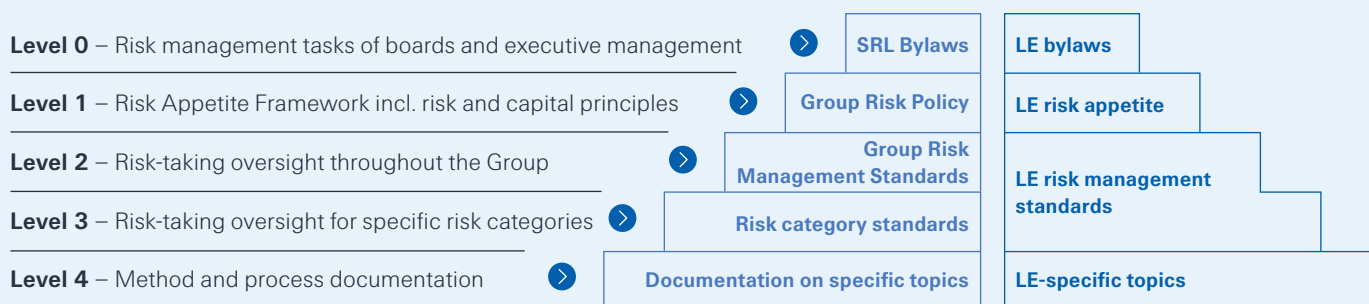 Level 0 – Risk management tasks of boards and executive management
SRL Bylaws
LE bylaws
Level 1 – Risk Appetite Framework incl. risk and capital principles
Group Risk Policy
LE risk appetite
Level 2 – Risk-taking oversight throughout the Group
Group Risk
Management Standards
LE risk management
standards
Level 3 – Risk-taking oversight for specific risk categories
Risk category standards
Level 4 – Method and process documentation
Documentation on specific topics
LE-specific topics